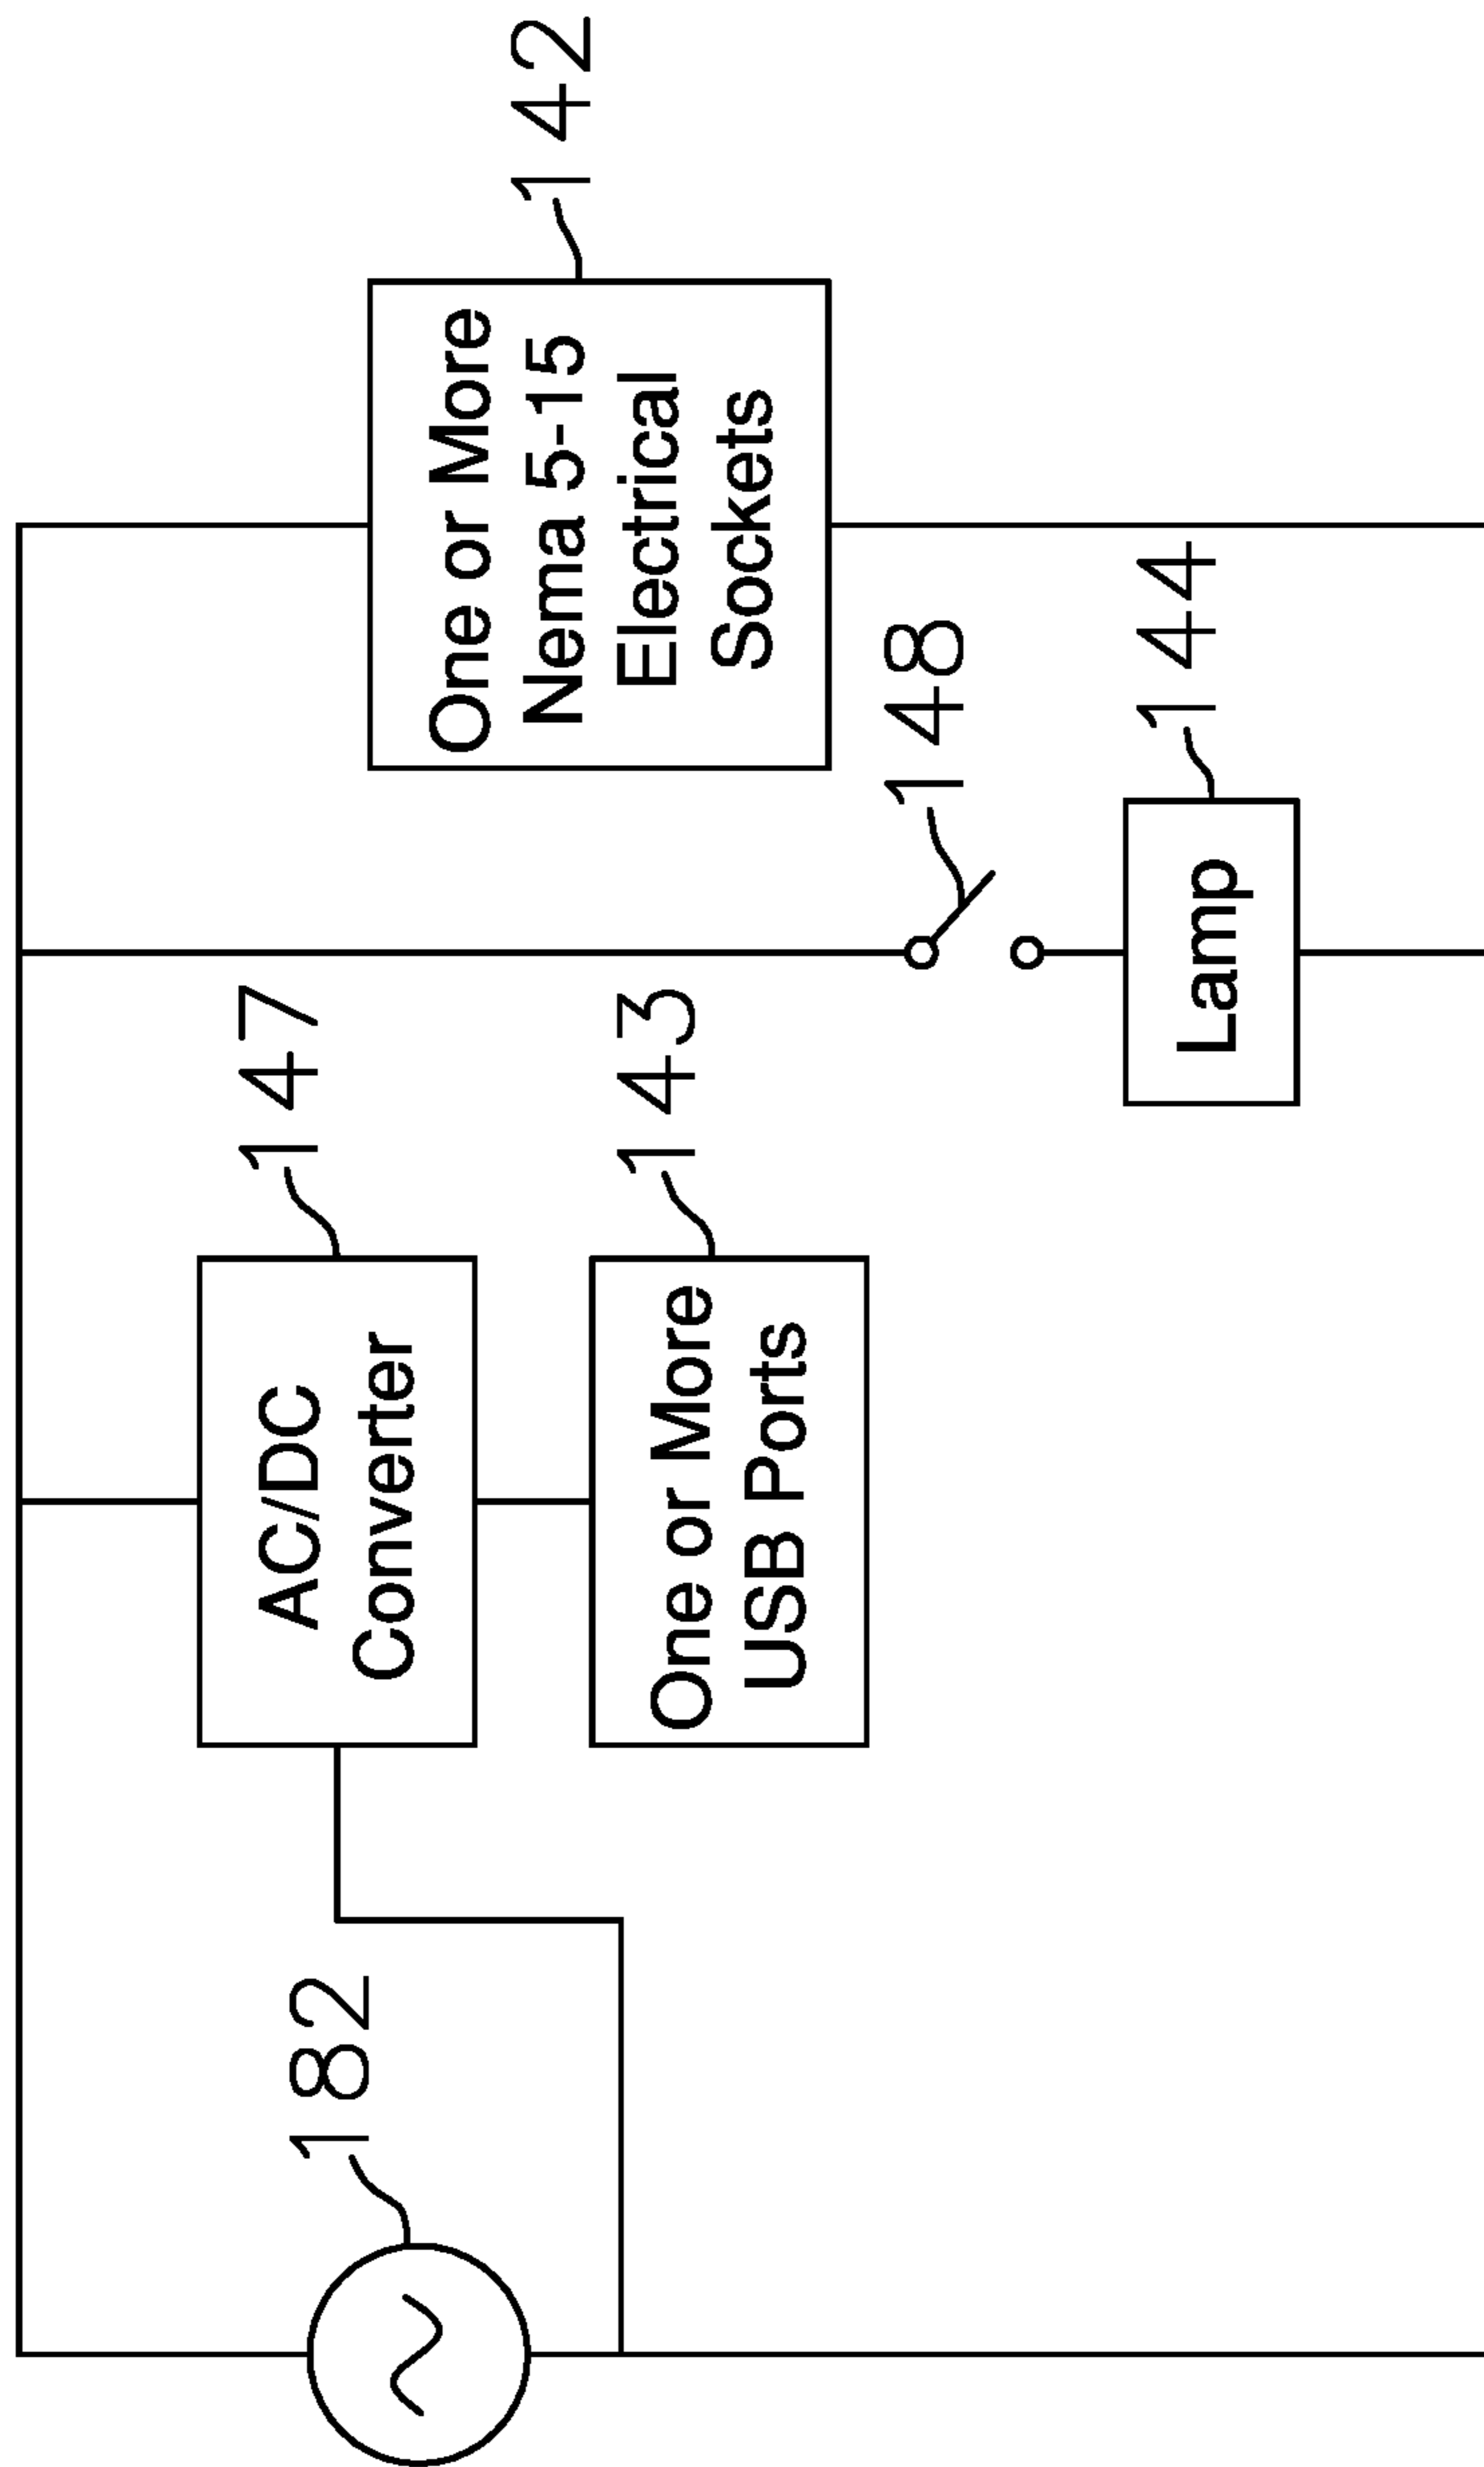 182
147
AC/DC
Converter
143
One or More
USB Ports
148
144
Lamp
142
One or More
Nema 5-15
Electrical
Sockets